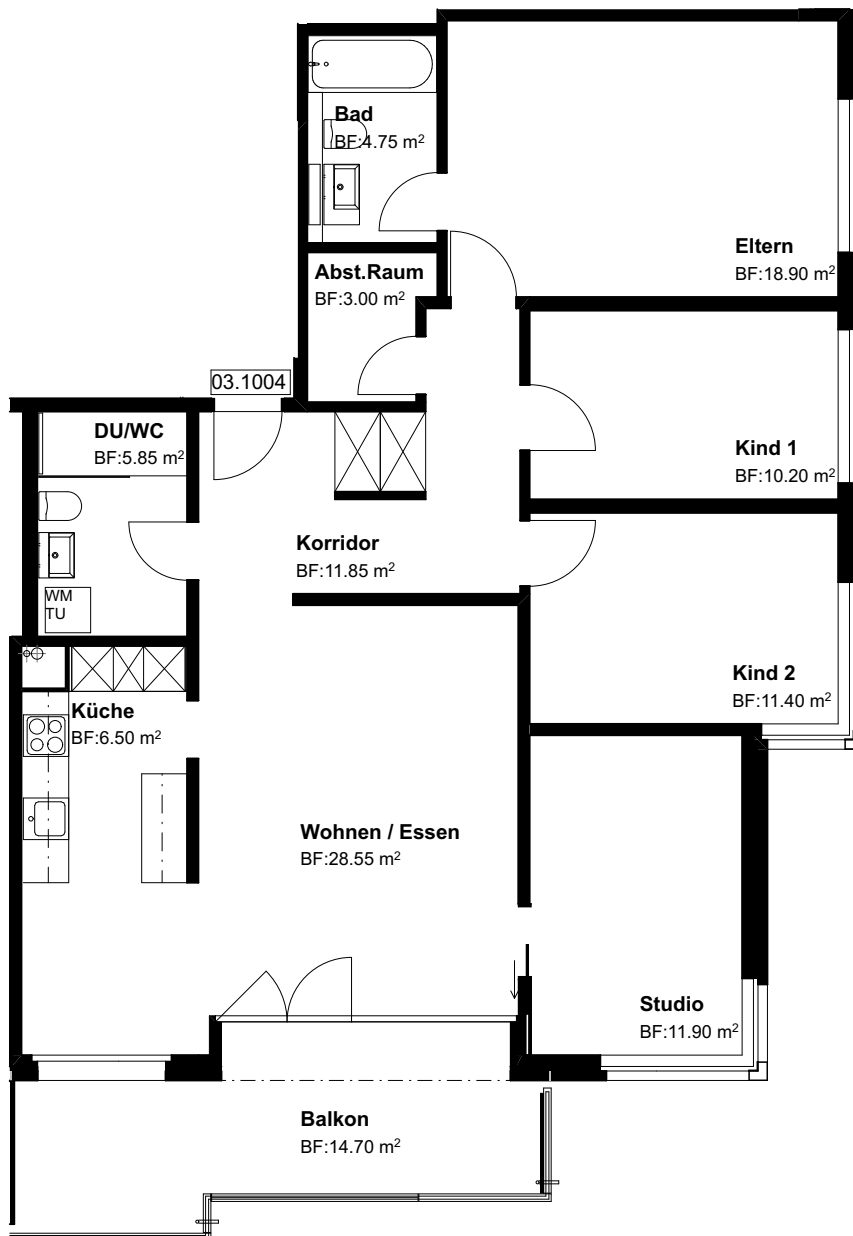 Bad
BF:4.75 m²
Eltern
BF:18.90 m²
Abst.Raum
BF:3.00 m²
03.1004
DU/WC
BF:5.85 m²
Kind 1
BF:10.20 m²
Korridor
BF:11.85 m²
WM
TU
Kind 2
BF:11.40 m²
Küche
BF:6.50 m²
Wohnen / Essen
BF:28.55 m²
Studio
BF:11.90 m²
Balkon
BF:14.70 m²